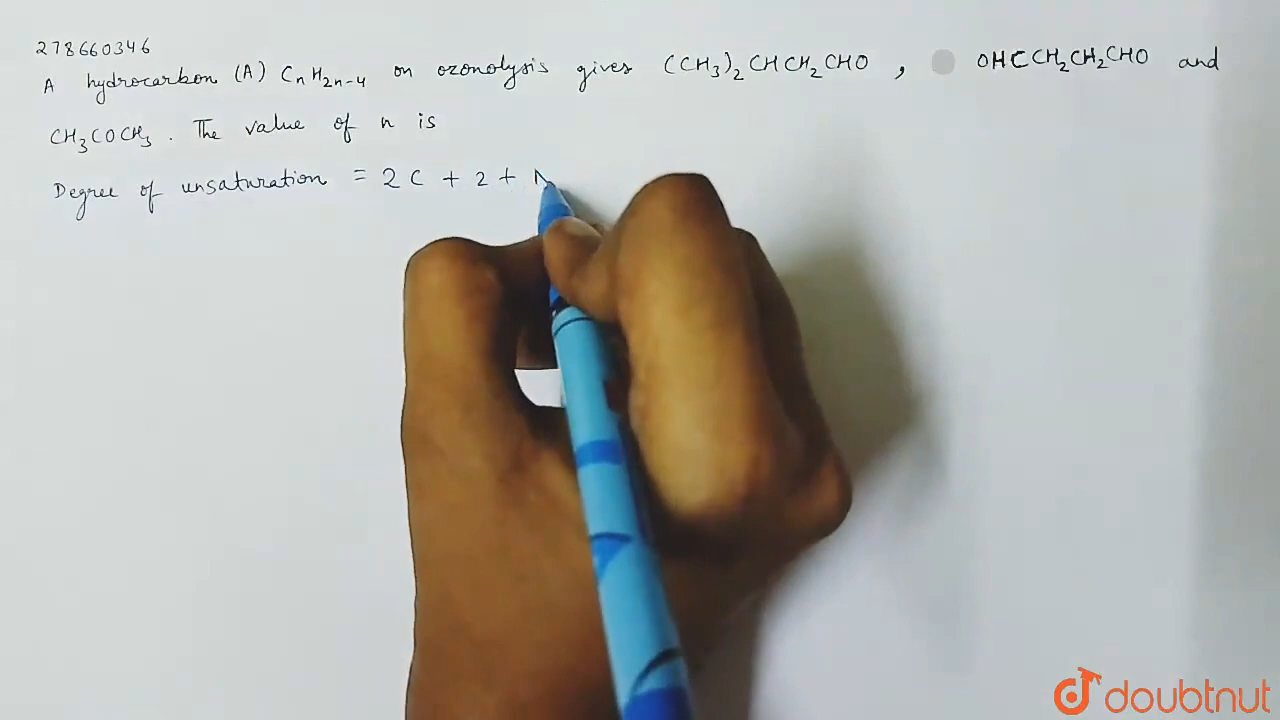 278660346
A hydrocarbon (A) CnH2n-4 on ozonolysis gives (CH3)2CHCH2CHO , OHCCH2CH2CHO and
CH3COCH3. The value of n is
Degree of unsaturation = 2C + 2 + N
doubtnut